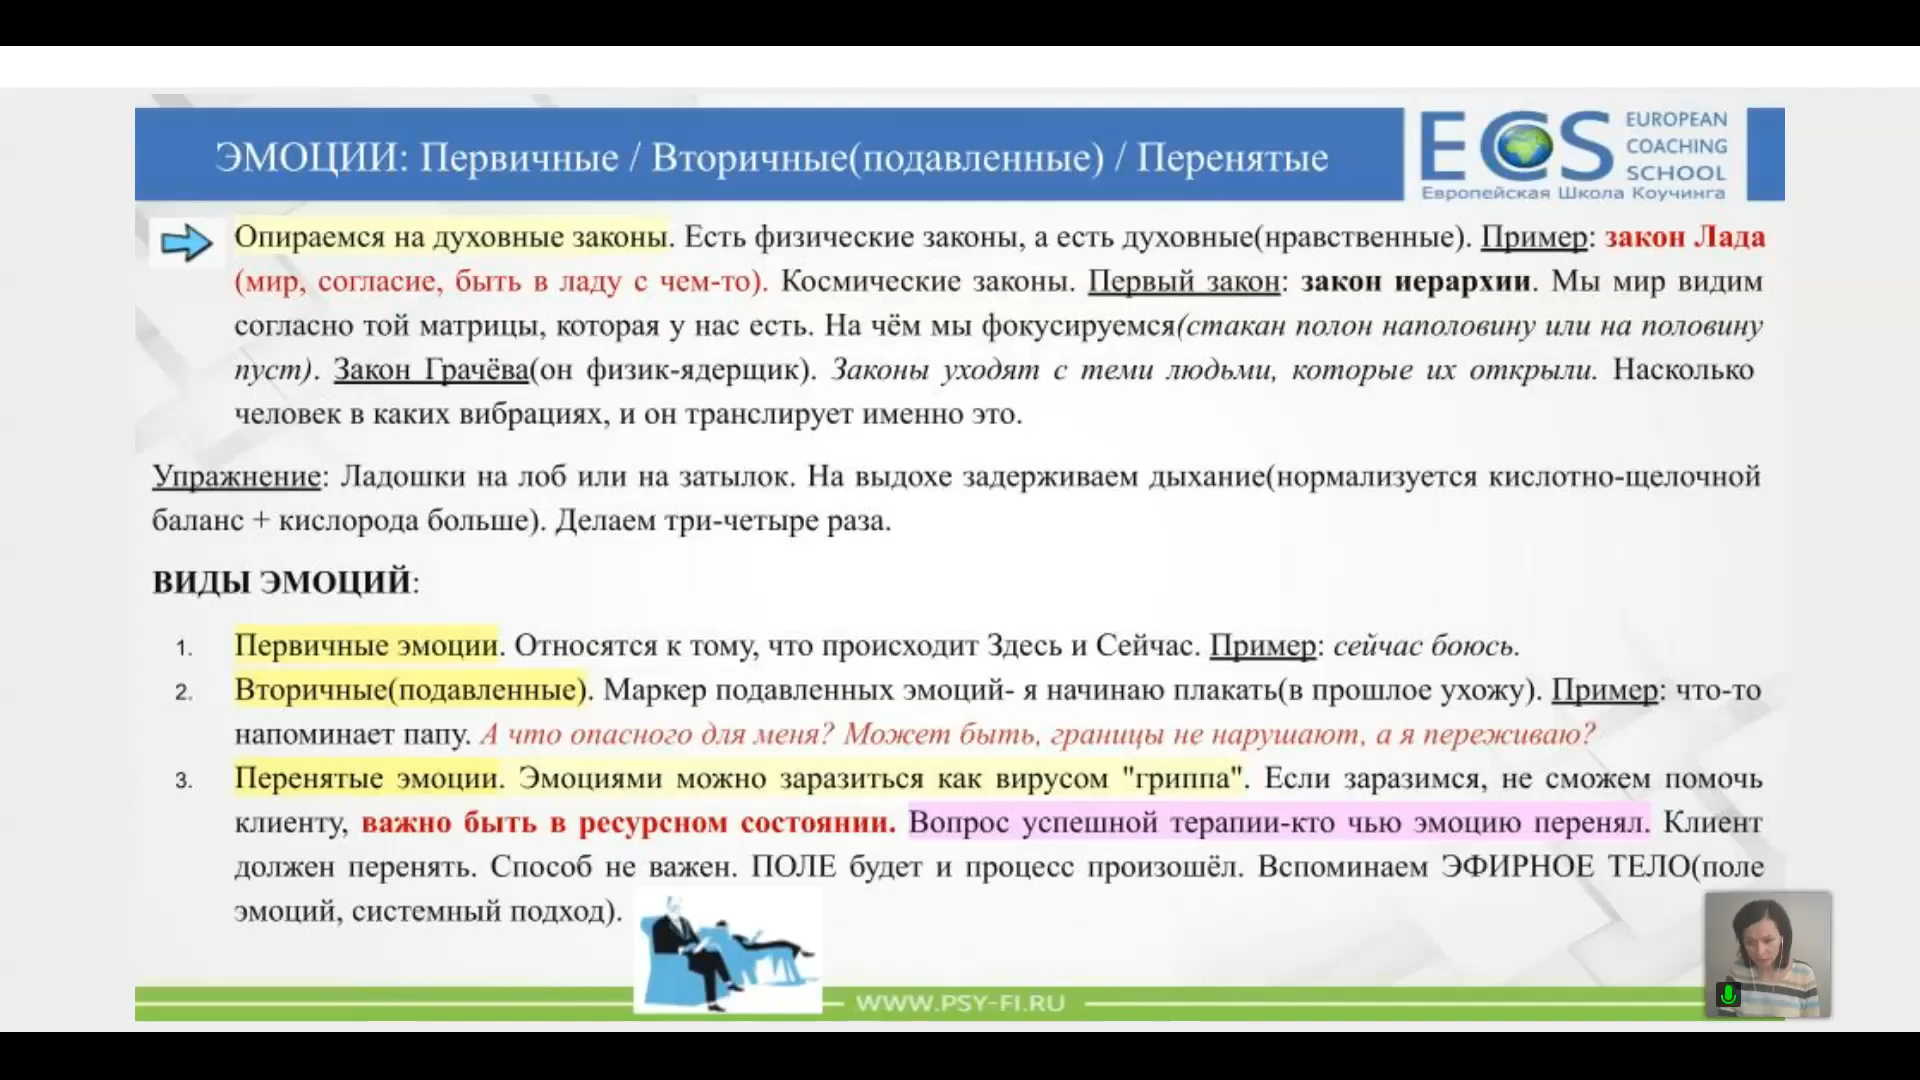 ЭМОЦИИ: Первичные / Вторичные(подавленные) / Перенятые
ECS
EUROPEAN
COACHING
SCHOOL
Европейская Школа Коучинга
Опираемся на духовные законы. Есть физические законы, а есть духовные(нравственные). Пример: закон Лада
(мир, согласие, быть в ладу с чем-то). Космические законы. Первый закон: закон иерархии. Мы мир видим
согласно той матрицы, которая у нас есть. На чём мы фокусируемся(стакан полон наполовину или на половину
пуст). Закон Грачёва(он физик-ядерщик). Законы уходят с теми людьми, которые их открыли. Насколько
человек в каких вибрациях, и он транслирует именно это.
Упражнение: Ладошки на лоб или на затылок. На выдохе задерживаем дыхание(нормализуется кислотно-щелочной
баланс + кислорода больше). Делаем три-четыре раза.
ВИДЫ ЭМОЦИЙ:
1. Первичные эмоции. Относятся к тому, что происходит Здесь и Сейчас. Пример: сейчас боюсь.
2. Вторичные(подавленные). Маркер подавленных эмоций- я начинаю плакать(в прошлое ухожу). Пример: что-то
напоминает папу. А что опасного для меня? Может быть, границы не нарушают, а я переживаю?
3. Перенятые эмоции. Эмоциями можно заразиться как вирусом "гриппа". Если заразимся, не сможем помочь
клиенту, важно быть в ресурсном состоянии. Вопрос успешной терапии-кто чью эмоцию перенял. Клиент
должен перенять. Способ не важен. ПОЛЕ будет и процесс произошёл. Вспоминаем ЭФИРНОЕ ТЕЛО(поле
эмоций, системный подход).
WWW.PSY-FI.RU